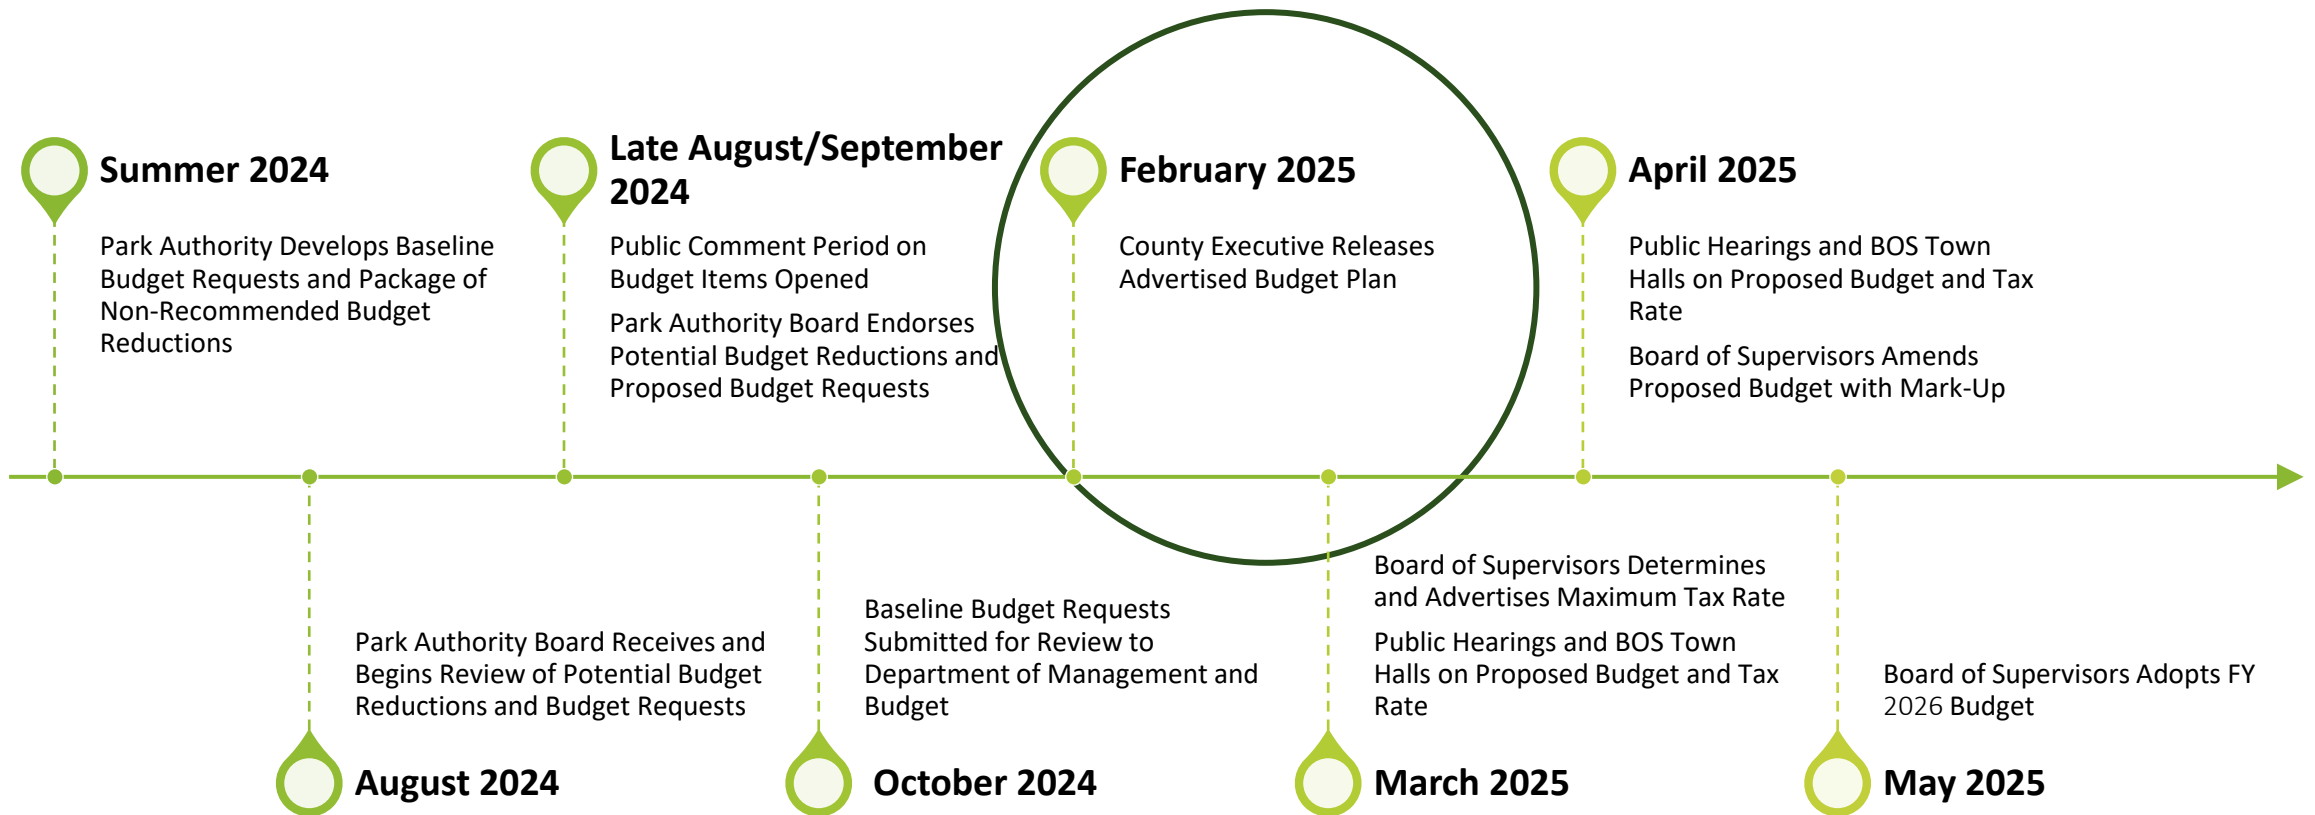 Summer 2024
Park Authority Develops Baseline
Budget Requests and Package of
Non-Recommended Budget
Reductions
August 2024
Park Authority Board Receives and
Begins Review of Potential Budget
Reductions and Budget Requests
Late August/September
2024
Public Comment Period on
Budget Items Opened
Park Authority Board Endorses
Potential Budget Reductions and
Proposed Budget Requests
October 2024
Baseline Budget Requests
Submitted for Review to
Department of Management and
Budget
February 2025
County Executive Releases
Advertised Budget Plan
March 2025
Board of Supervisors Determines
and Advertises Maximum Tax Rate
Public Hearings and BOS Town
Halls on Proposed Budget and Tax
Rate
April 2025
Public Hearings and BOS Town
Halls on Proposed Budget and Tax
Rate
Board of Supervisors Amends
Proposed Budget with Mark-Up
May 2025
Board of Supervisors Adopts FY
2026 Budget